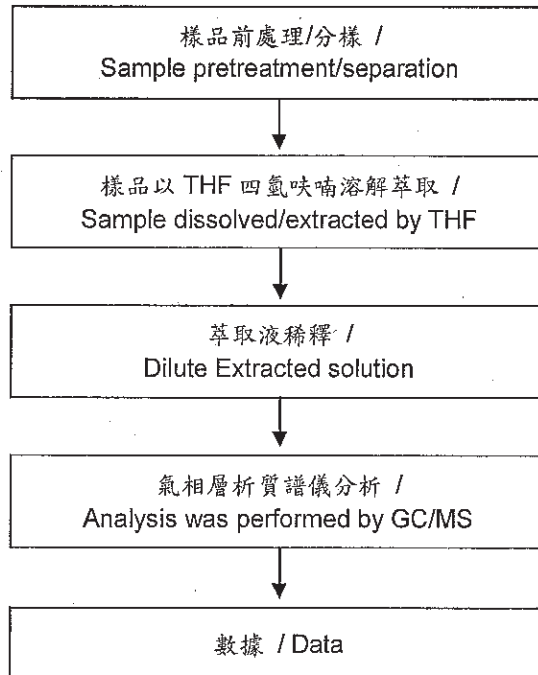 樣品前處理/分樣 /
Sample pretreatment/separation
樣品以 THF 四氫呋喃溶解萃取 /
Sample dissolved/extracted by THF
萃取液稀釋 /
Dilute Extracted solution
氣相層析質譜儀分析 /
Analysis was performed by GC/MS
數據 / Data